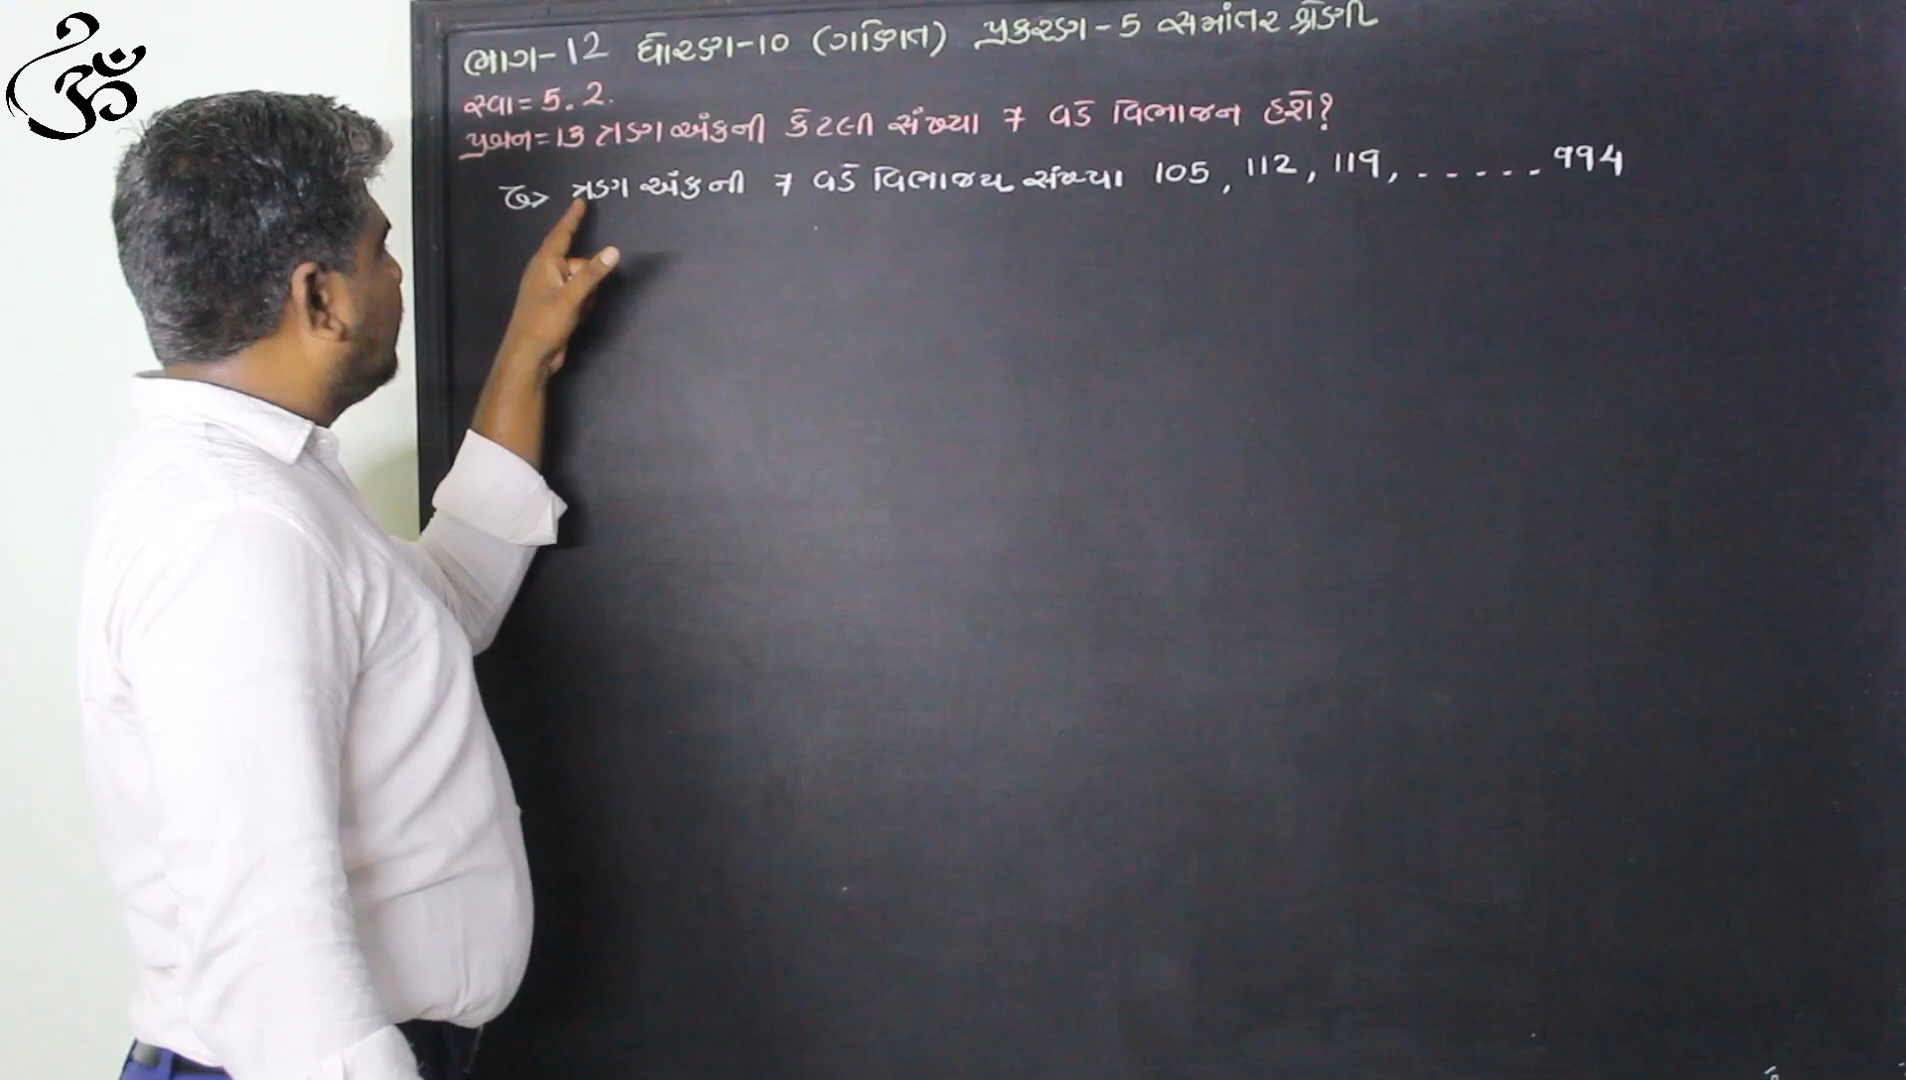 ભાગ-12 ધોરણ-10 (ગણિત) પ્રકરણ-5 સમાંતર શ્રેણી
સ્વા = 5.2.
પ્રશ્ન = 13 ત્રણ અંકની કેટલી સંખ્યા 7 વડે વિભાજન હશે?
જ> ત્રણ અંકની 7 વડે વિભાજ્ય સંખ્યા 105, 112, 119, ...... 994
ૐ